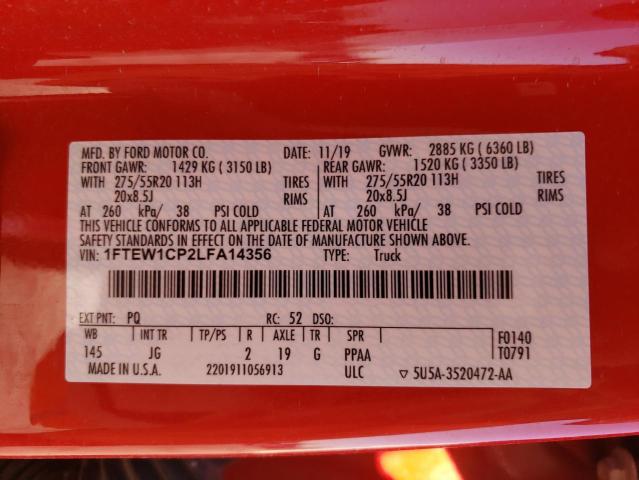 MFD. BY FORD MOTOR CO. DATE: 11/19 GVWR: 2885 KG ( 6360 LB)
FRONT GAWR: 1429 KG ( 3150 LB) REAR GAWR: 1520 KG ( 3350 LB)
WITH 275/55R20 113H TIRES WITH 275/55R20 113H TIRES
20x8.5J RIMS 20x8.5J RIMS
AT 260 kPa/ 38 PSI COLD AT 260 kPa/ 38 PSI COLD
THIS VEHICLE CONFORMS TO ALL APPLICABLE FEDERAL MOTOR VEHICLE
SAFETY STANDARDS IN EFFECT ON THE DATE OF MANUFACTURE SHOWN ABOVE.
VIN: 1FTEW1CP2LFA14356 TYPE: Truck
EXT PNT: PQ RC: 52 DSO:
WB INT TR TP/PS R AXLE TR SPR F0140
145 JG 2 19 G PPAA T0791
MADE IN U.S.A. 2201911056913 ULC ▽ 5U5A-3520472-AA